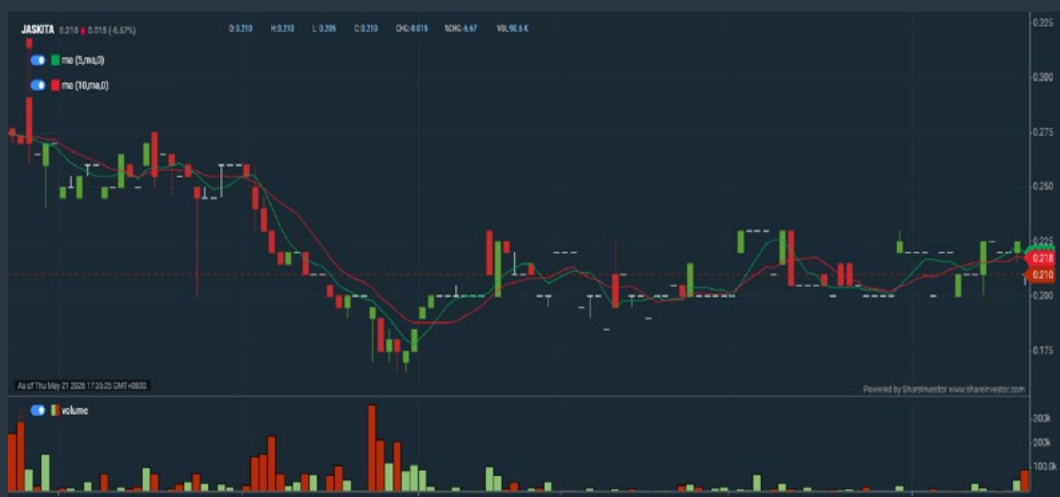 JASKITA 0.210 0.015 (-6.67%) O:0.210 H:0.210 L: 0.205 C:0.210 CHG:-0.015 %CHG:-6.67 VOL:90.6 K
ma (5,ma,0)
ma (10,ma,0)
0.325
0.300
0.275
0.250
0.225
0.218
0.210
0.200
0.175
As of Thu May 21 2026 17:35:25 GMT+0800
Powered by ShareInvestor www.shareinvestor.com
volume
300k
200k
100.0k